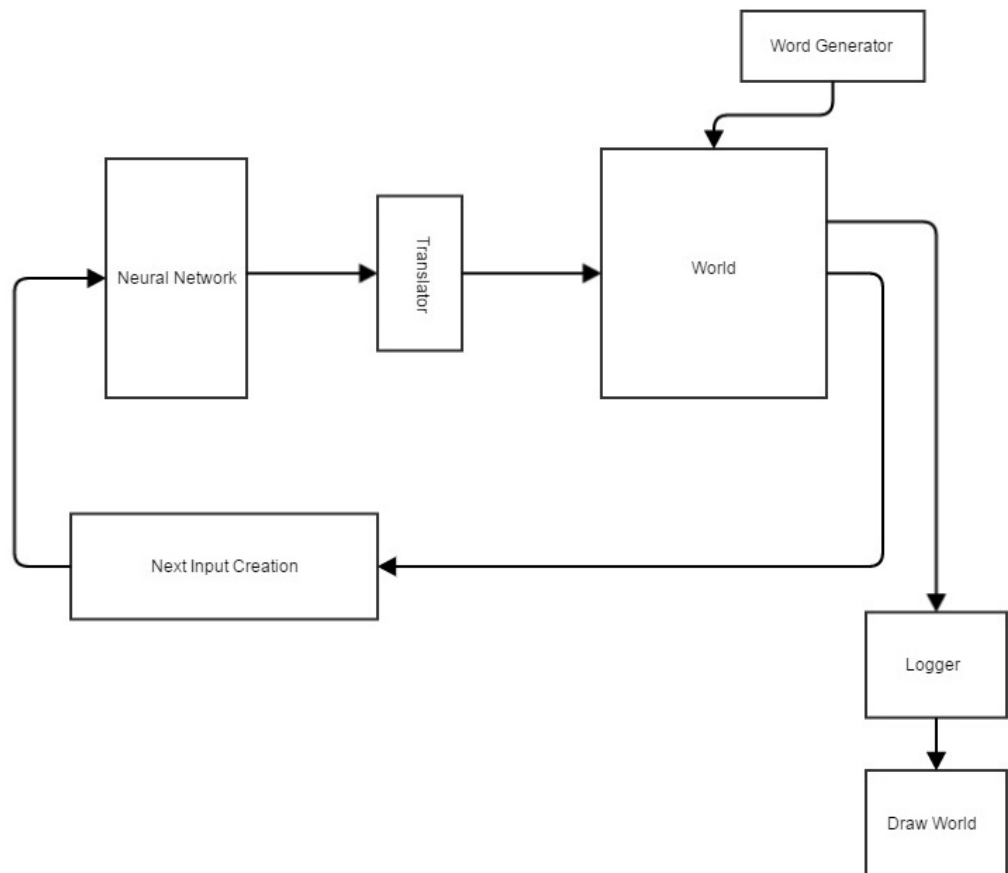 Word Generator
Neural Network
Translator
World
Next Input Creation
Logger
Draw World